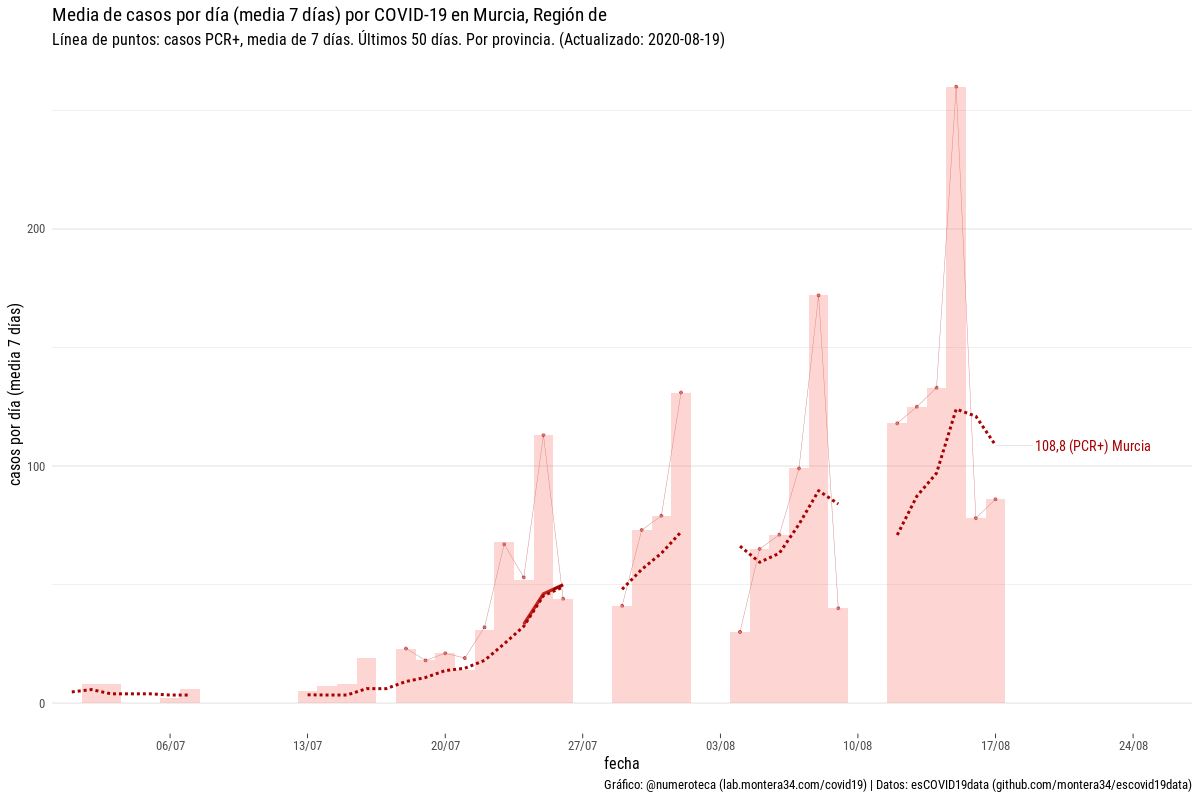 Media de casos por día (media 7 días) por COVID-19 en Murcia, Región de
Línea de puntos: casos PCR+, media de 7 días. Últimos 50 días. Por provincia. (Actualizado: 2020-08-19)
casos por día (media 7 días)
200
100
0
108,8 (PCR+) Murcia
06/07 13/07 20/07 27/07 03/08 10/08 17/08 24/08
fecha
Gráfico: @numeroteca (lab.montera34.com/covid19) | Datos: esCOVID19data (github.com/montera34/escovid19data)